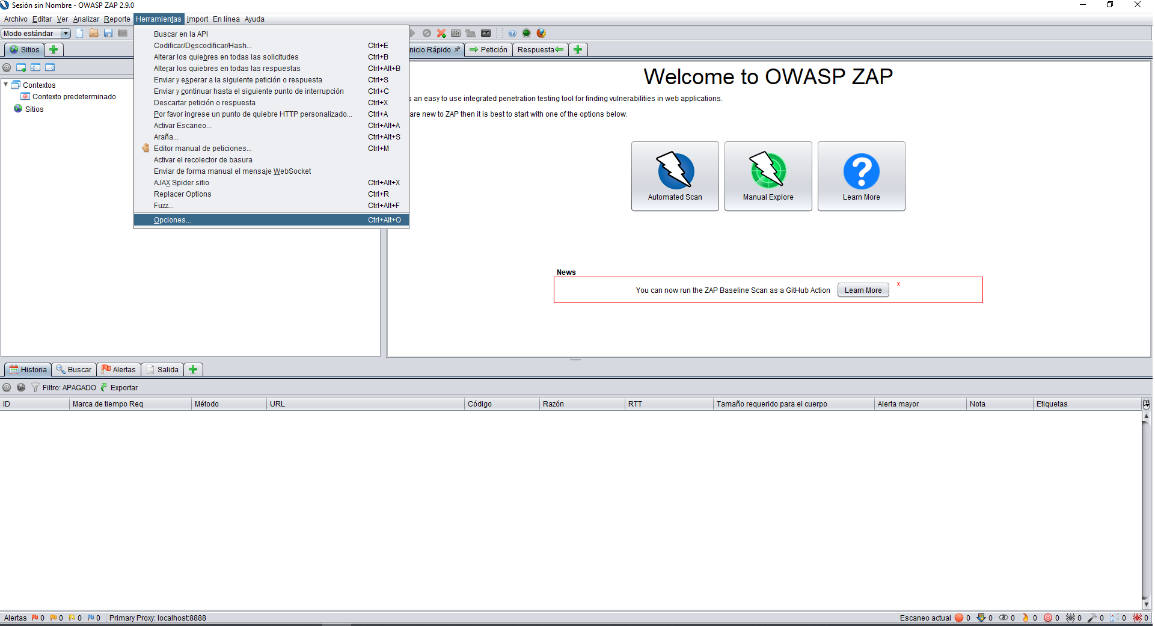 Sesión sin Nombre - OWASP ZAP 2.9.0
Archivo Editar Ver Analizar Reporte Herramientas Import En línea Ayuda
Modo estándar
Sitios
Contextos
Contexto predeterminado
Sitios
Buscar en la API
Codificar/Descodificar/Hash... Ctrl+E
Alterar los quiebres en todas las solicitudes Ctrl+B
Alterar los quiebres en todas las respuestas Ctrl+Alt+B
Enviar y esperar a la siguiente petición o respuesta Ctrl+S
Enviar y continuar hasta el siguiente punto de interrupción Ctrl+C
Descartar petición o respuesta Ctrl+X
Por favor ingrese un punto de quiebre HTTP personalizado... Ctrl+A
Activar Escaneo... Ctrl+Alt+A
Araña... Ctrl+Alt+S
Editor manual de peticiones... Ctrl+M
Activar el recolector de basura
Enviar de forma manual el mensaje WebSocket
AJAX Spider sitio Ctrl+Alt+X
Replacer Options Ctrl+R
Fuzz... Ctrl+Alt+F
Opciones... Ctrl+Alt+O
nicio Rápido Petición Respuesta
Welcome to OWASP ZAP
an easy to use integrated penetration testing tool for finding vulnerabilities in web applications.
are new to ZAP then it is best to start with one of the options below.
Automated Scan Manual Explore Learn More
News
You can now run the ZAP Baseline Scan as a GitHub Action Learn More x
Historia Buscar Alertas Salida
Filtro: APAGADO Exportar
ID Marca de tiempo Req Método URL Código Razón RTT Tamaño requerido para el cuerpo Alerta mayor Nota Etiquetas
Alertas 0 0 0 0 Primary Proxy: localhost:8888 Escaneo actual 0 0 0 0 0 0 0 0 0